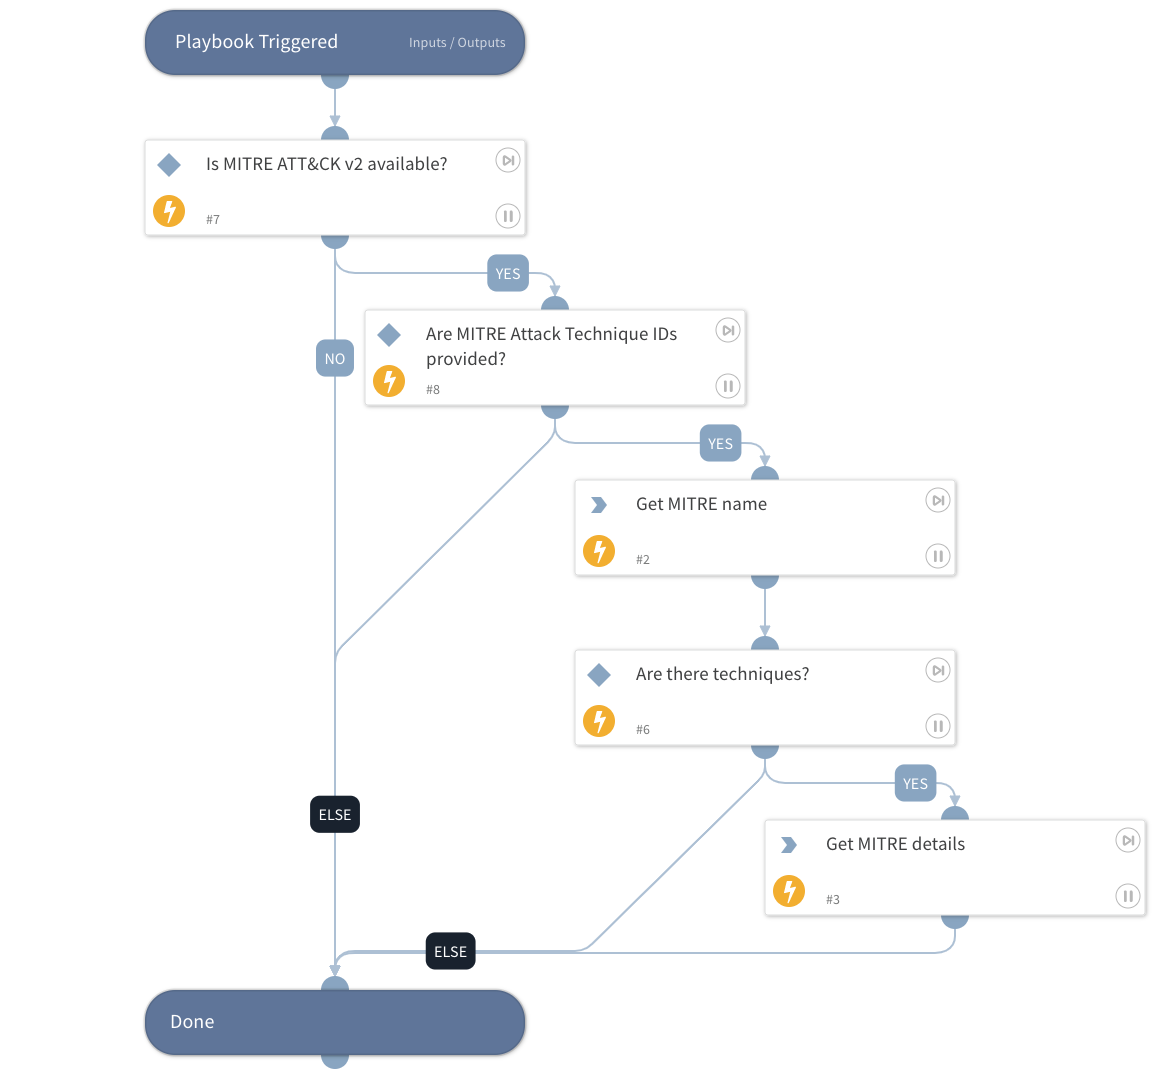 Playbook Triggered
Inputs / Outputs
Is MITRE ATT&CK v2 available?
#7
YES
Are MITRE Attack Technique IDs
provided?
#8
NO
YES
Get MITRE name
#2
Are there techniques?
#6
YES
ELSE
Get MITRE details
#3
ELSE
Done